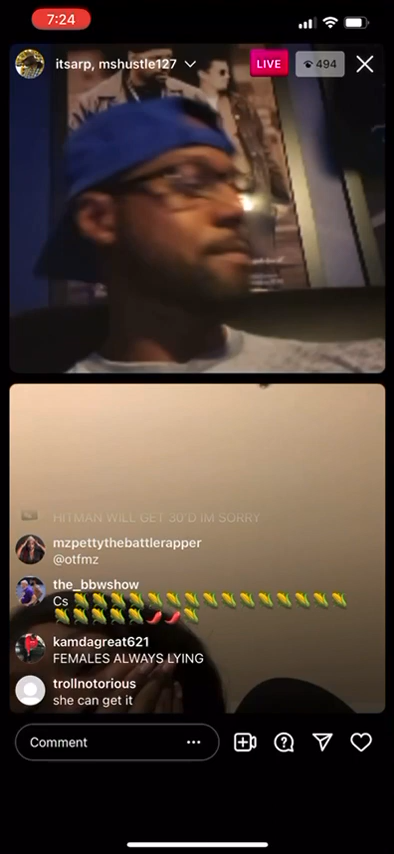 7:24
itsarp, mshustle127
LIVE
494
HITMAN WILL GET 30'D IM SORRY
mzpettythebattlerapper
@otfmz
the_bbwshow
Cs 🌽🌽🌽🌽🌽🌽🌽🌽🌽🌽🌽🌽🌽🌽🌽
🌽🌽🌽🌽🌽🌶️🌶️🌽
kamdagreat621
FEMALES ALWAYS LYING
trollnotorious
she can get it
Comment